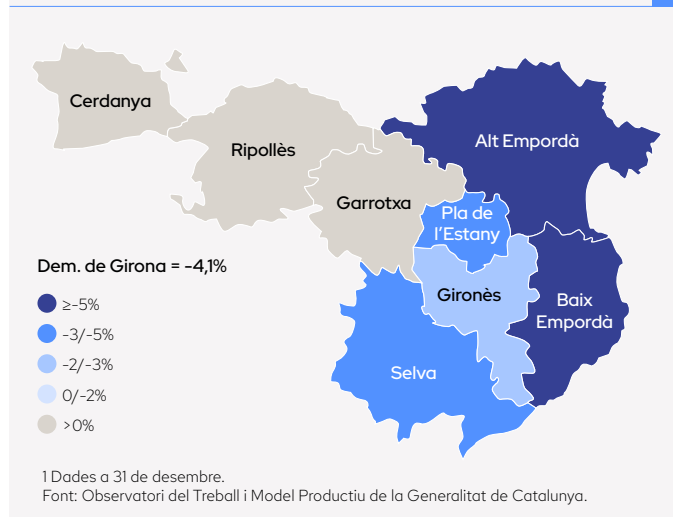 Cerdanya
Ripollès
Alt Empordà
Garrotxa
Pla de
l’Estany
Dem. de Girona = -4,1%
Gironès
Baix
Empordà
≥-5%
-3/-5%
-2/-3%
Selva
0/-2%
>0%
1 Dades a 31 de desembre.
Font: Observatori del Treball i Model Productiu de la Generalitat de Catalunya.